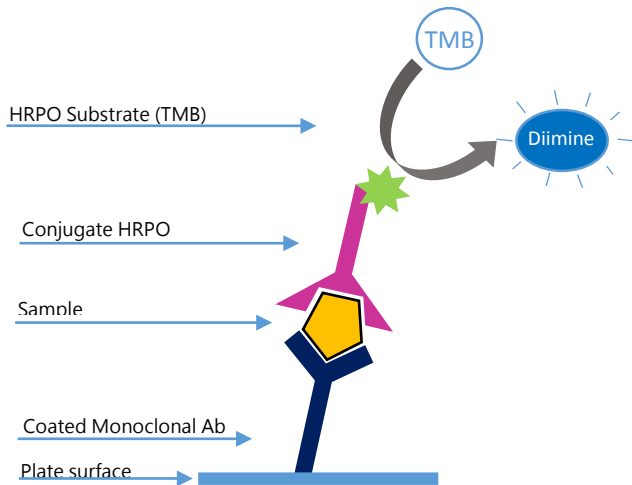 TMB
HRPO Substrate (TMB)
Diimine
Conjugate HRPO
Sample
Coated Monoclonal Ab
Plate surface